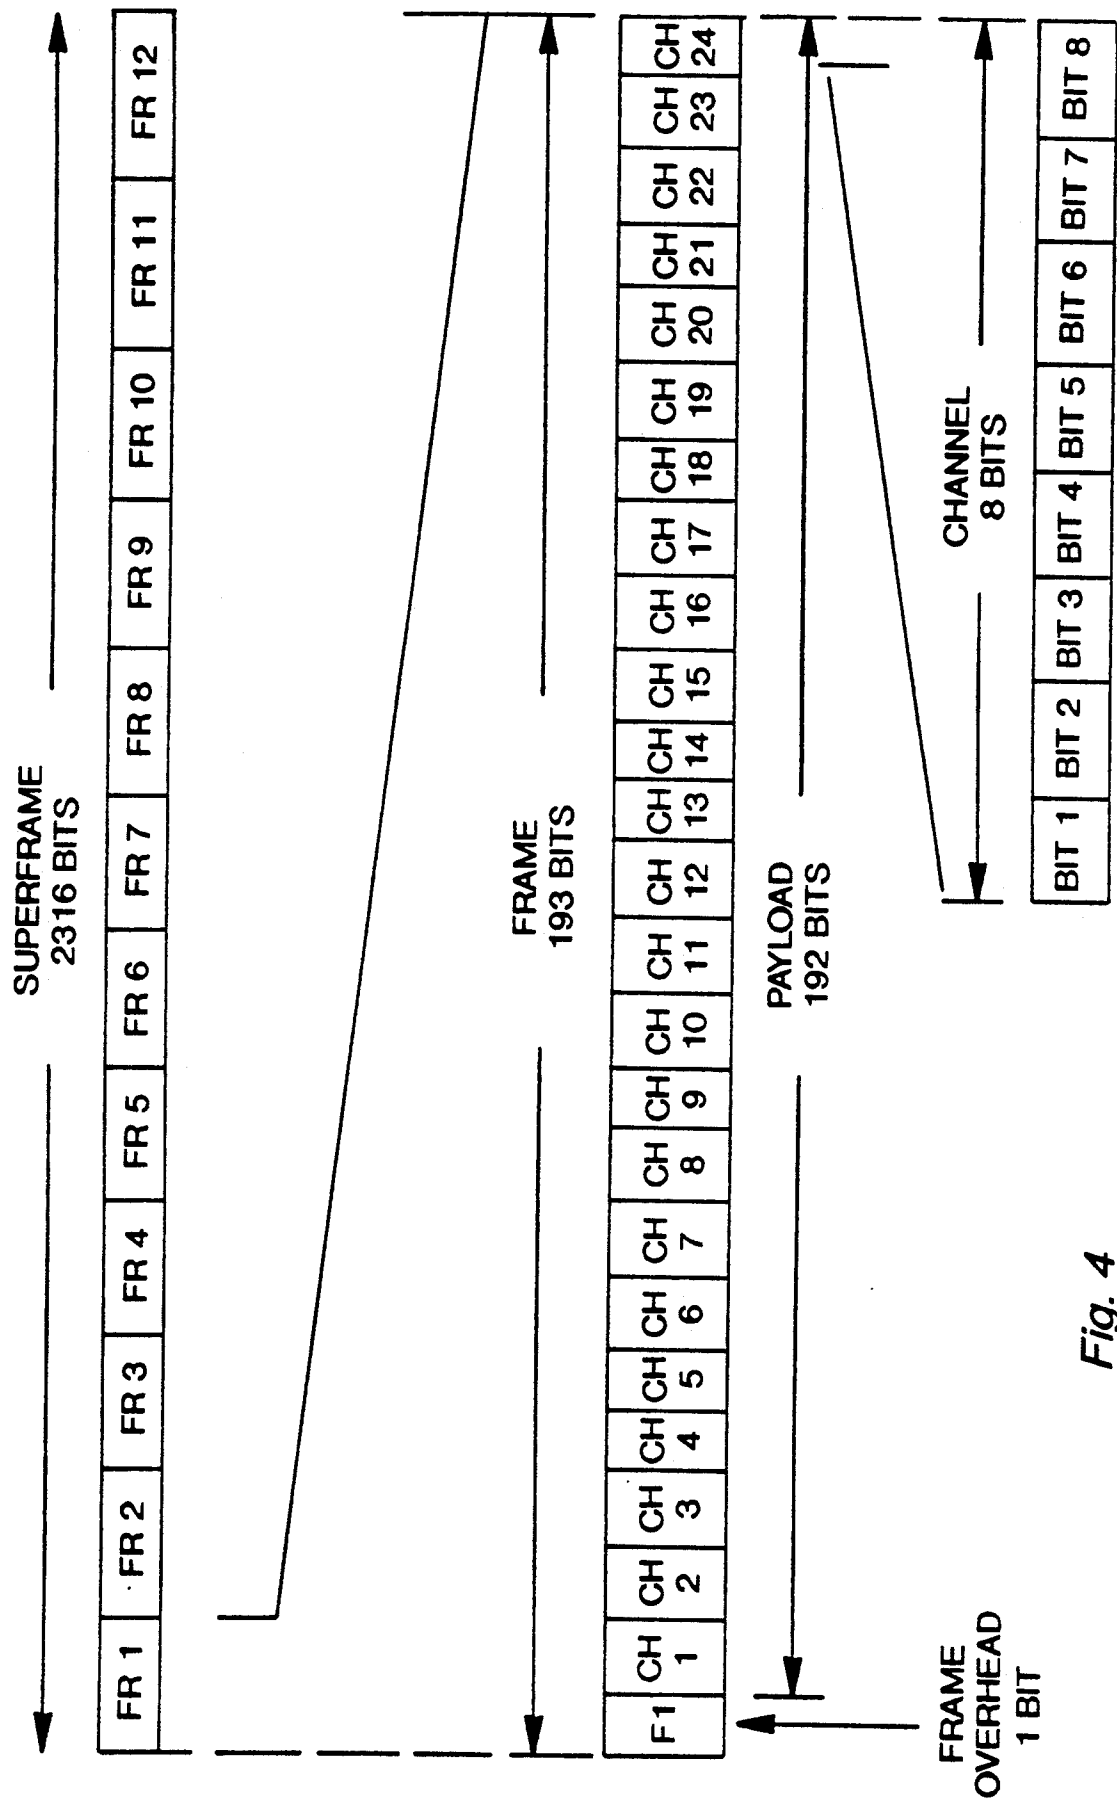 SUPERFRAME
2316 BITS
FR 1 FR 2 FR 3 FR 4 FR 5 FR 6 FR 7 FR 8 FR 9 FR 10 FR 11 FR 12
FRAME
193 BITS
F1 CH 1 CH 2 CH 3 CH 4 CH 5 CH 6 CH 7 CH 8 CH 9 CH 10 CH 11 CH 12 CH 13 CH 14 CH 15 CH 16 CH 17 CH 18 CH 19 CH 20 CH 21 CH 22 CH 23 CH 24
PAYLOAD
192 BITS
FRAME
OVERHEAD
1 BIT
CHANNEL
8 BITS
BIT 1 BIT 2 BIT 3 BIT 4 BIT 5 BIT 6 BIT 7 BIT 8
Fig. 4